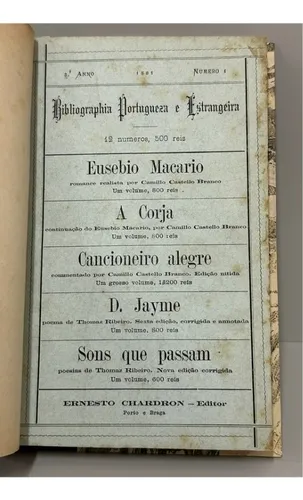 3.º ANNO 1881 NUMERO 1
Bibliographia Portugueza e Estrangeira
12 numeros, 500 reis
Eusebio Macario
romance realista por Camillo Castello Branco
Um volume, 800 reis
A Corja
continuação do Eusebio Macario, por Camillo Castello Branco
Um volume, 800 reis
Cancioneiro alegre
commentado por Camillo Castello Branco. Edição nitida
Um grosso volume, 1$200 reis
D. Jayme
poema de Thomaz Ribeiro. Sexta edição, corrigida e annotada
Um volume, 800 reis
Sons que passam
poesias de Thomaz Ribeiro. Nova edição corrigida
Um volume, 600 reis
ERNESTO CHARDRON — Editor
Porto e Braga